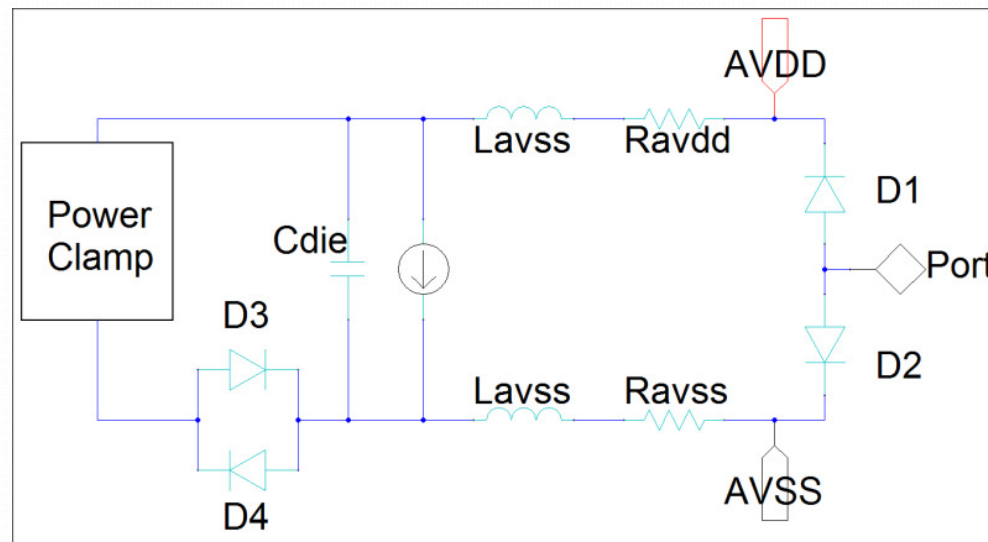 AVDD
Lavss
Ravdd
Power
Clamp
Cdie
D1
Port
D3
D2
Lavss
Ravss
D4
AVSS